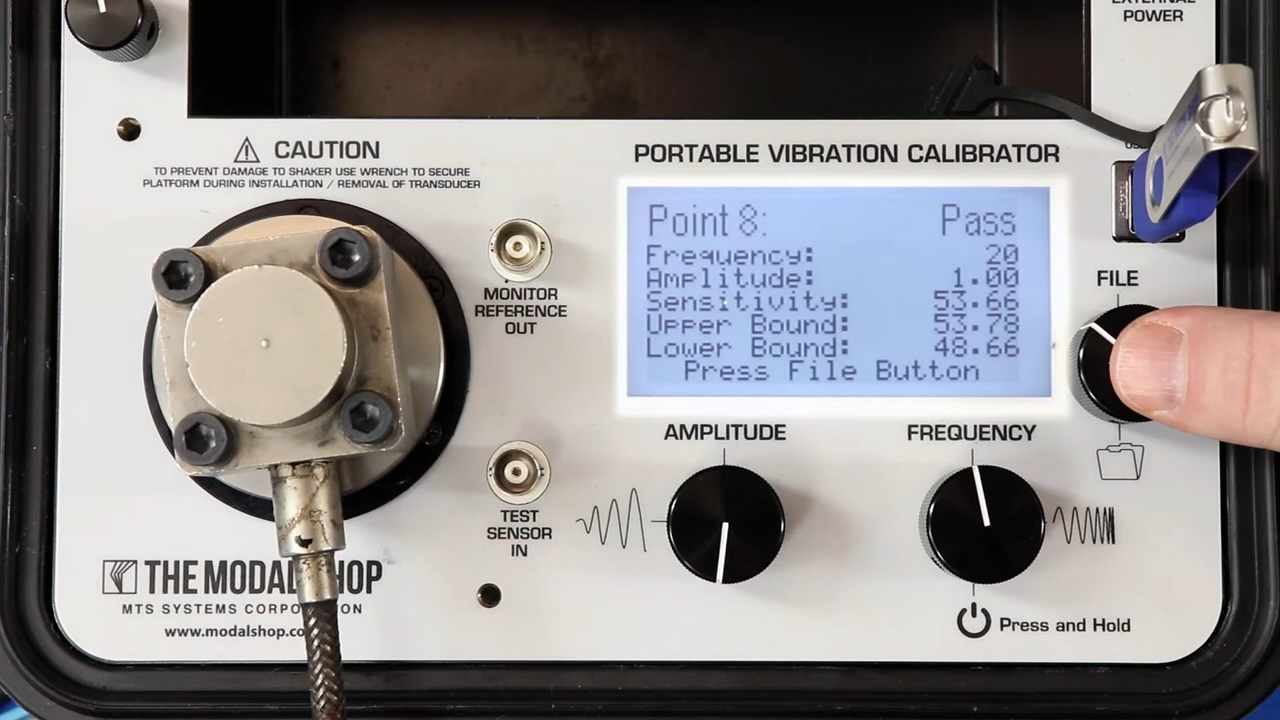 EXTERNAL
POWER
CAUTION
TO PREVENT DAMAGE TO SHAKER USE WRENCH TO SECURE
PLATFORM DURING INSTALLATION / REMOVAL OF TRANSDUCER
PORTABLE VIBRATION CALIBRATOR
Point 8: Pass
Frequency: 20
Amplitude: 1.00
Sensitivity: 53.66
Upper Bound: 53.78
Lower Bound: 48.66
Press File Button
MONITOR
REFERENCE
OUT
FILE
AMPLITUDE
FREQUENCY
TEST
SENSOR
IN
THE MODAL SHOP
MTS SYSTEMS CORPORATION
www.modalshop.co
Press and Hold